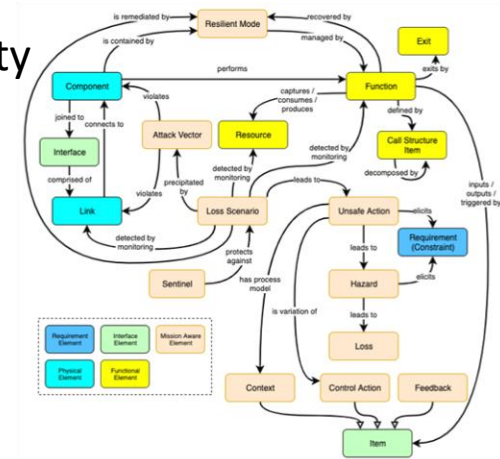 ty
is remediated by
Resilient Mode
recovered by
managed by
is contained by
Exit
exits by
Component
performs
Function
captures /
consumes /
produces
defined by
joined to
connects to
violates
Attack Vector
Resource
Call Structure
Item
decomposed by
Interface
comprised of
violates
precipitated
by
detected by
monitoring
detected by
monitoring
leads to
inputs /
outputs /
triggered by
Link
Loss Scenario
Unsafe Action
elicits
Requirement
(Constraint)
detected by
monitoring
protects
against
has process
model
leads to
elicits
Sentinel
is variation of
Hazard
leads to
Loss
Requirement
Element
Interface
Element
Mission Aware
Element
Physical
Element
Functional
Element
Context
Control Action
Feedback
Item